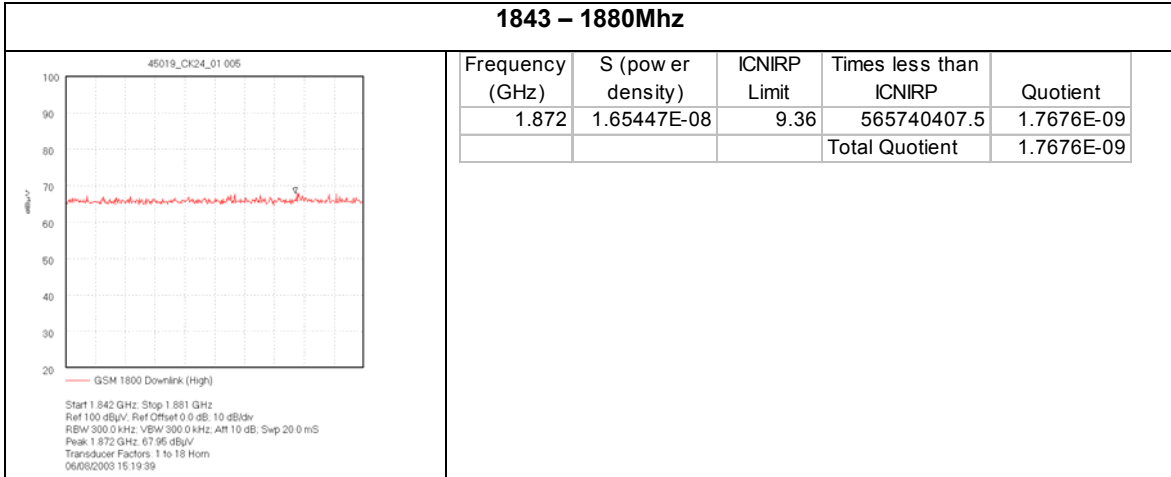 1843 – 1880Mhz
45019_CK24_01 005
100
90
80
70
60
50
40
30
20
dBµV
GSM 1800 Downlink (High)
Start 1.842 GHz; Stop 1.881 GHz
Ref 100 dBµV; Ref Offset 0.0 dB; 10 dB/div
RBW 300.0 kHz; VBW 300.0 kHz; Att 10 dB; Swp 20.0 mS
Peak 1.872 GHz, 67.95 dBµV
Transducer Factors: 1 to 18 Horn
06/08/2003 15:19:39
Frequency (GHz) S (pow er density) ICNIRP Limit Times less than ICNIRP Quotient
1.872 1.65447E-08 9.36 565740407.5 1.7676E-09
Total Quotient 1.7676E-09